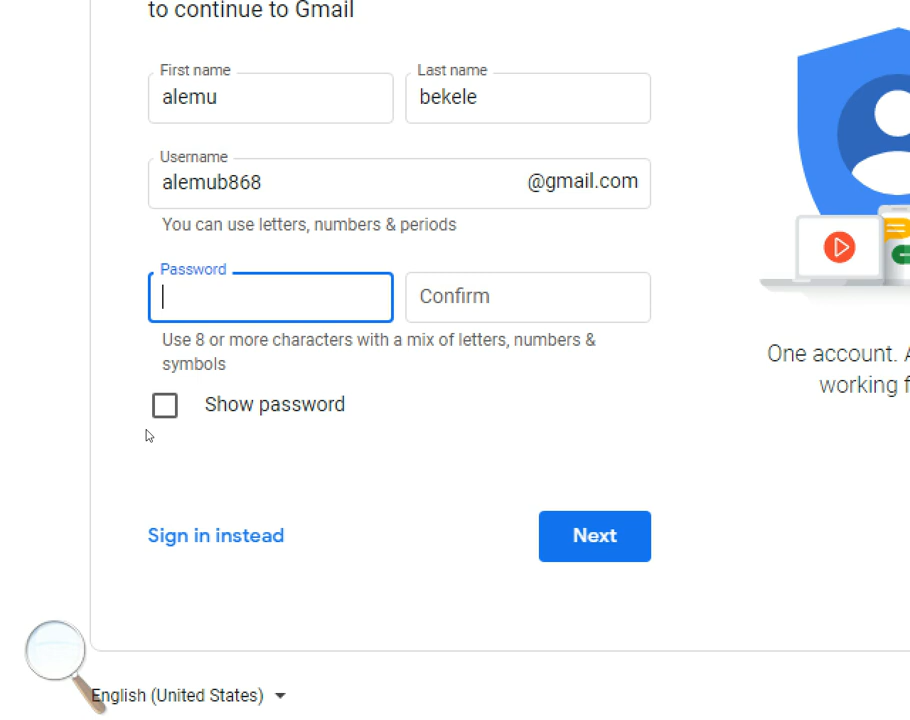 to continue to Gmail
First name
Last name
alemu
bekele
Username
alemub868
@gmail.com
You can use letters, numbers & periods
Password
Confirm
Use 8 or more characters with a mix of letters, numbers &
symbols
Show password
One account. A
working f
Sign in instead
Next
English (United States)